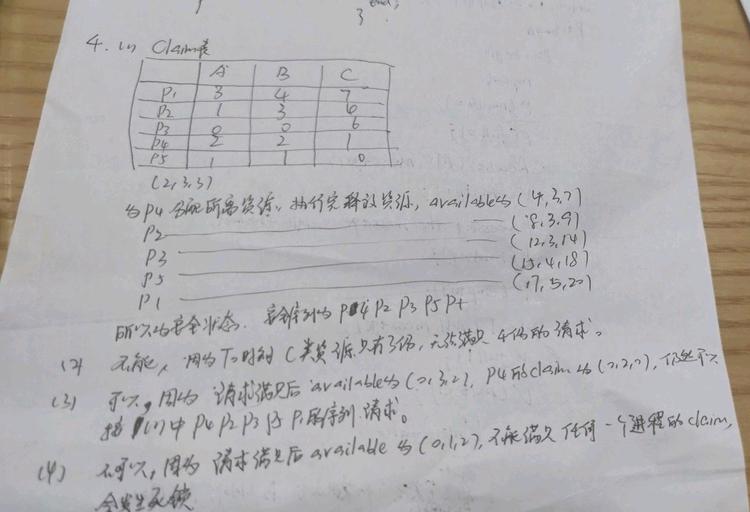 end;
}
4. (1) Claim表
A B C
P1 3 4 7
P2 1 3 6
P3 0 0 6
P4 2 2 1
P5 1 1 0
(2,3,3)
为P4分配所需资源,执行完释放资源,available为(4,3,7)
P2 (8,3,9)
P3 (12,3,14)
P5 (15,4,18)
P1 (17,5,20)
所以为安全状态. 安全序列为 P4 P2 P3 P5 P1
(2) 不能,因为T0时刻C类资源只有3份,无法满足4份的请求。
(3) 可以,因为请求满足后available为(0,3,2), P4的claim为(0,2,0),仍然可以
按(1)中P4 P2 P3 P5 P1的序列请求。
(4) 不可以,因为请求满足后available为(0,1,2),不能满足任何一个进程的claim,
会发生死锁